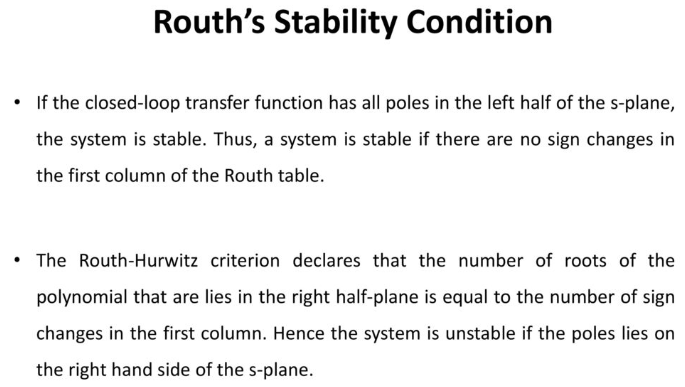 Routh’s Stability Condition
• If the closed-loop transfer function has all poles in the left half of the s-plane,
the system is stable. Thus, a system is stable if there are no sign changes in
the first column of the Routh table.
• The Routh-Hurwitz criterion declares that the number of roots of the
polynomial that are lies in the right half-plane is equal to the number of sign
changes in the first column. Hence the system is unstable if the poles lies on
the right hand side of the s-plane.